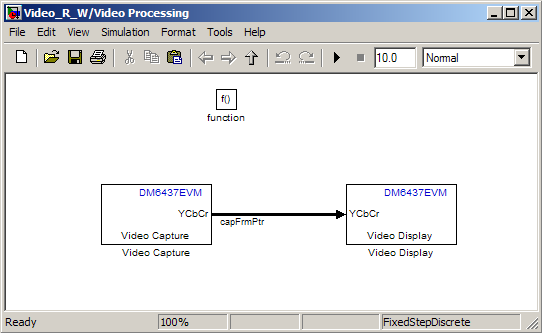 Video_R_W/Video Processing
File Edit View Simulation Format Tools Help
10.0 Normal
f()
function
DM6437EVM DM6437EVM
YCbCr YCbCr
capFrmPtr
Video Capture Video Display
Video Capture Video Display
Ready 100% FixedStepDiscrete